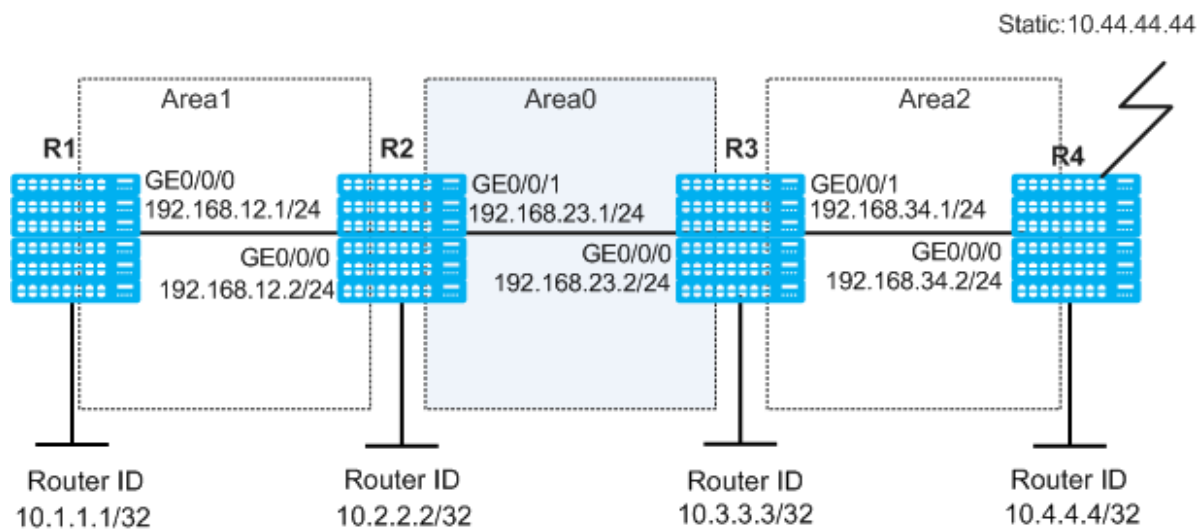 Static:10.44.44.44
Area1
Area0
Area2
R1
R2
R3
R4
GE0/0/0
192.168.12.1/24
GE0/0/1
192.168.23.1/24
GE0/0/1
192.168.34.1/24
GE0/0/0
192.168.12.2/24
GE0/0/0
192.168.23.2/24
GE0/0/0
192.168.34.2/24
Router ID
10.1.1.1/32
Router ID
10.2.2.2/32
Router ID
10.3.3.3/32
Router ID
10.4.4.4/32